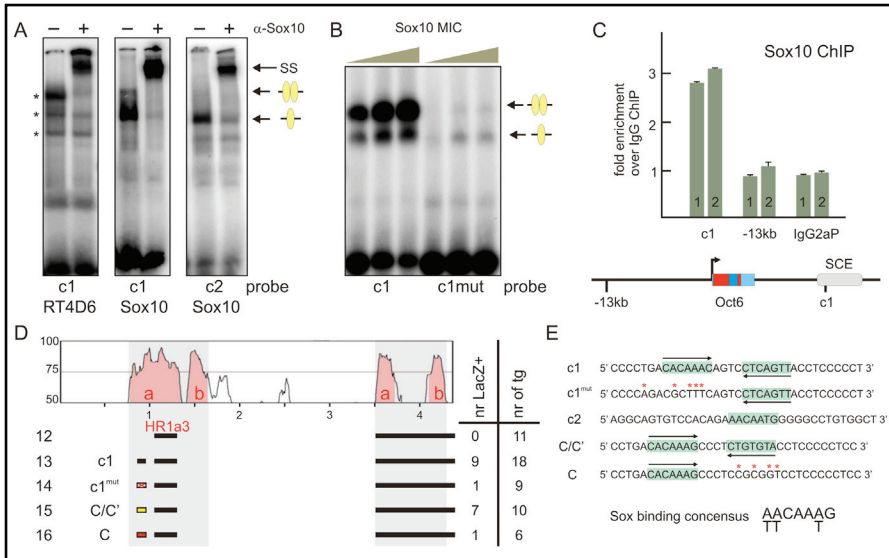 A
− + − + − + α-Sox10
SS
*
*
*
c1 c1 c2 probe
RT4D6 Sox10 Sox10
B
Sox10 MIC
c1 c1mut probe
C
Sox10 ChIP
fold enrichment
over IgG ChIP
3
2
1
1 2 1 2 1 2
c1 -13kb IgG2aP
SCE
-13kb Oct6 c1
D
100
75
50
a b a b
1 2 3 4
HR1a3
nr LacZ+ nr of tg
12 0 11
13 c1 9 18
14 c1mut 1 9
15 C/C' 7 10
16 C 1 6
E
c1 5' CCCCTGACACAAACAGTCCCTCAGTTACCTCCCCCT 3'
* * ***
c1mut 5' CCCCAGACGCTTTCAGTCCCTCAGTTACCTCCCCCT 3'
c2 5' AGGCAGTGTCCACAGAAACAATGGGGGCCTGTGGCT 3'
C/C' 5' CCTGACACAAAGCCCTCTGTGTACCTCCCCCTCC 3'
* * **
C 5' CCTGACACAAAGCCCTCCGCGGTCCTCCCCCTCC 3'
Sox binding concensus AACAAAG
TT T